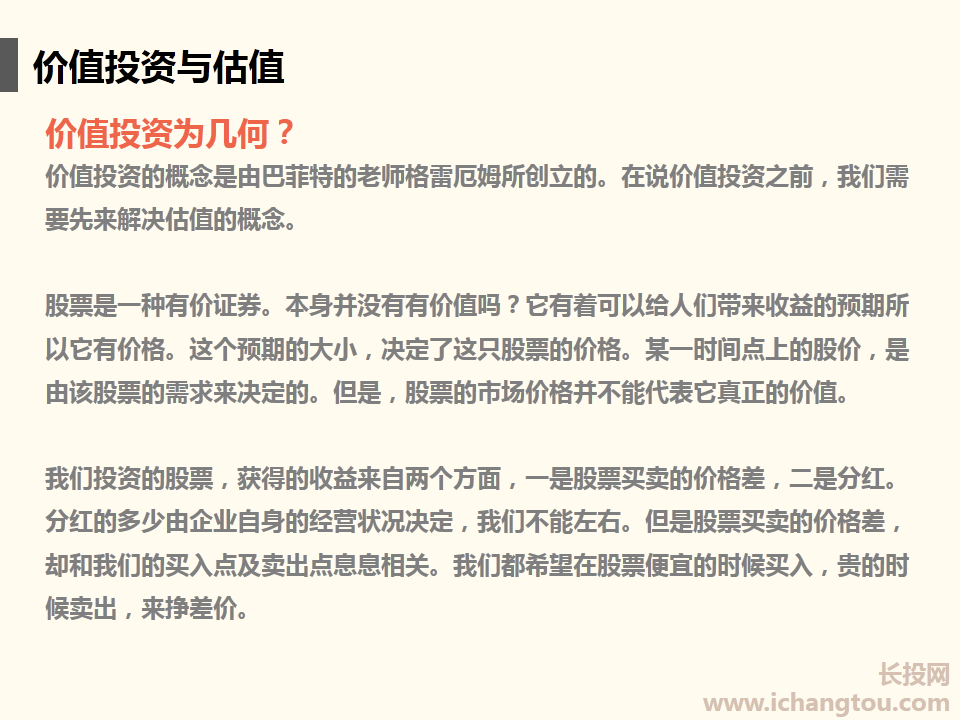 价值投资与估值
价值投资为几何？
价值投资的概念是由巴菲特的老师格雷厄姆所创立的。在说价值投资之前，我们需
要先来解决估值的概念。
股票是一种有价证券。本身并没有有价值吗？它有着可以给人们带来收益的预期所
以它有价格。这个预期的大小，决定了这只股票的价格。某一时间点上的股价，是
由该股票的需求来决定的。但是，股票的市场价格并不能代表它真正的价值。
我们投资的股票，获得的收益来自两个方面，一是股票买卖的价格差，二是分红。
分红的多少由企业自身的经营状况决定，我们不能左右。但是股票买卖的价格差，
却和我们的买入点及卖出点息息相关。我们都希望在股票便宜的时候买入，贵的时
候卖出，来挣差价。
长投网
www.ichangtou.com